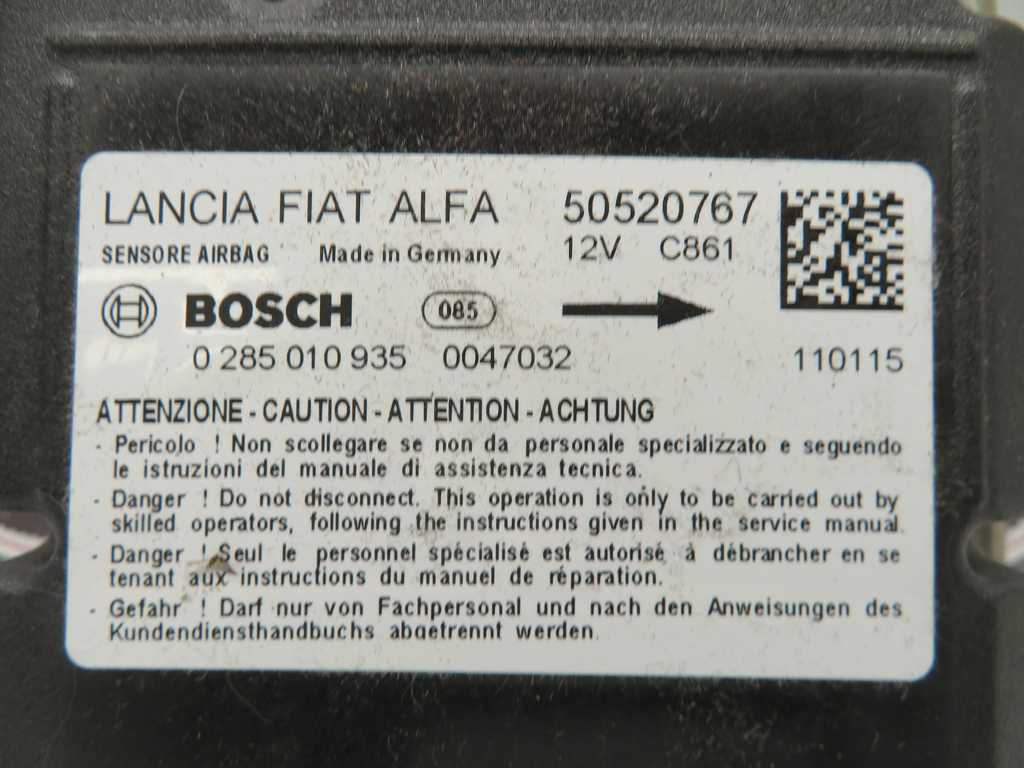 LANCIA FIAT ALFA 50520767
SENSORE AIRBAG Made in Germany 12V C861
BOSCH 085
0 285 010 935 0047032 110115
ATTENZIONE - CAUTION - ATTENTION - ACHTUNG
- Pericolo ! Non scollegare se non da personale specializzato e seguendo
le istruzioni del manuale di assistenza tecnica.
- Danger ! Do not disconnect. This operation is only to be carried out by
skilled operators, following the instructions given in the service manual.
- Danger ! Seul le personnel spécialisé est autorisé à débrancher en se
tenant aux instructions du manuel de réparation.
- Gefahr ! Darf nur von Fachpersonal und nach den Anweisungen des
Kundendiensthandbuchs abgetrennt werden.